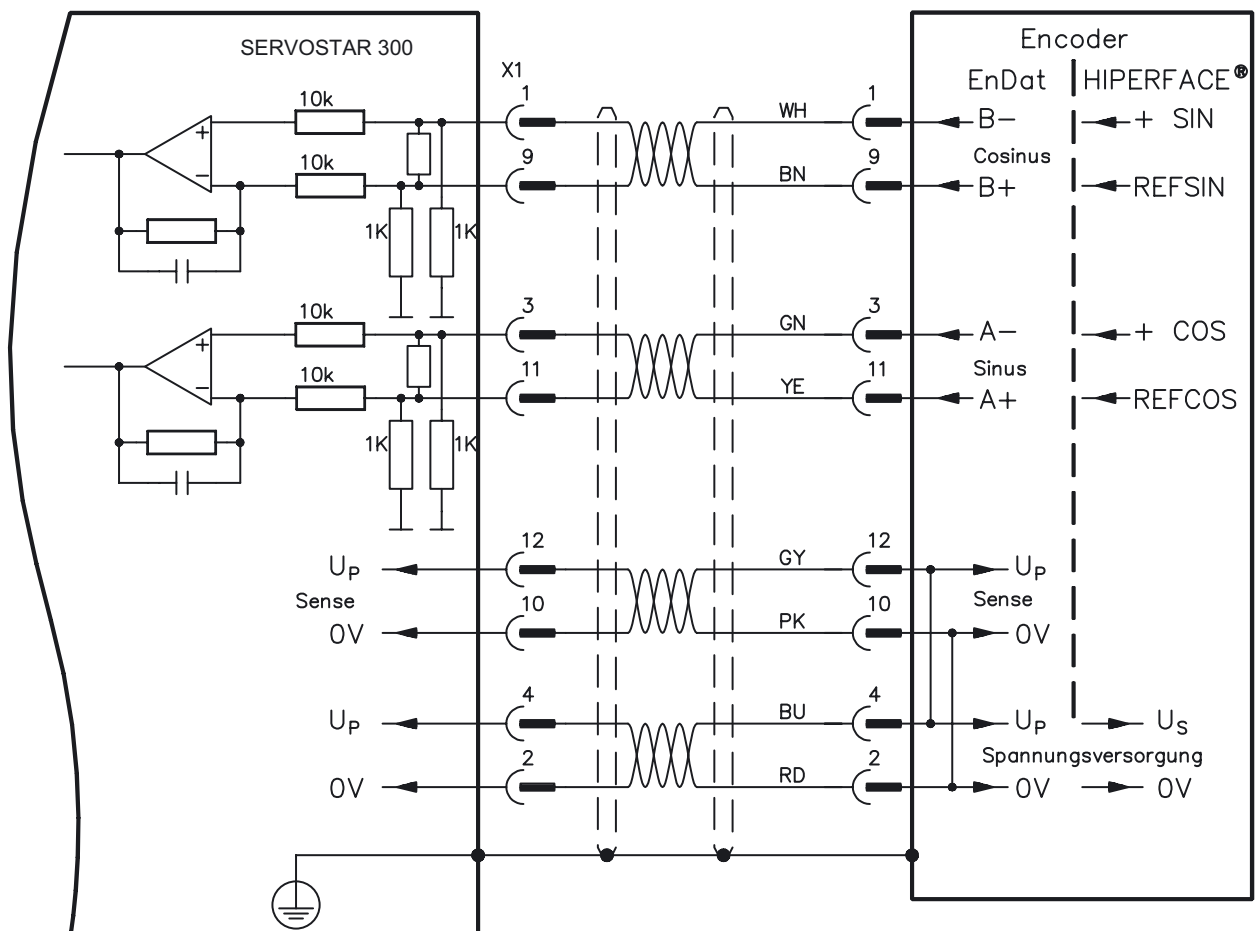 SERVOSTAR 300
Encoder
X1
EnDat HIPERFACE®
10k 1 WH 1 B- + SIN
Cosinus
10k 9 BN 9 B+ REFSIN
1K 1K
10k 3 GN 3 A- + COS
Sinus
10k 11 YE 11 A+ REFCOS
1K 1K
UP 12 GY 12 UP
Sense Sense
0V 10 PK 10 0V
UP 4 BU 4 UP US
Spannungsversorgung
0V 2 RD 2 0V 0V
+
−
+
−